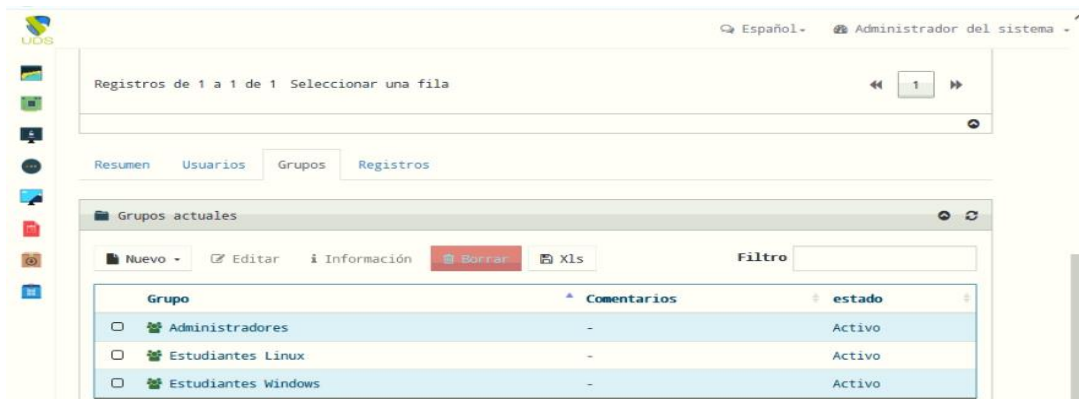 UDS
Español
Administrador del sistema
Registros de 1 a 1 de 1 Seleccionar una fila
1
Resumen Usuarios Grupos Registros
Grupos actuales
Nuevo Editar Información Borrar Xls Filtro
Grupo Comentarios estado
Administradores - Activo
Estudiantes Linux - Activo
Estudiantes Windows - Activo